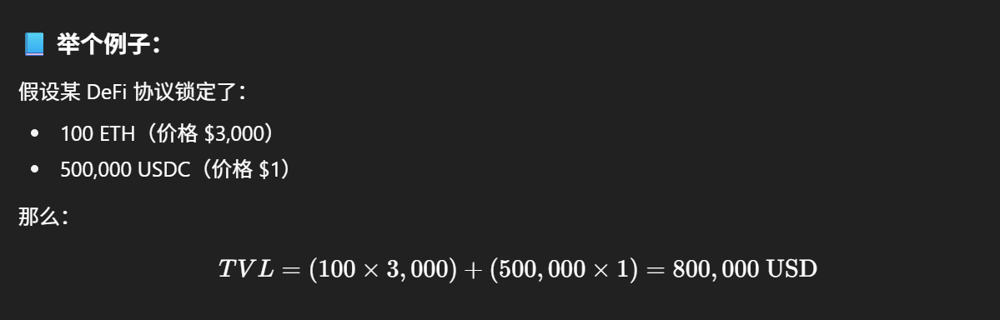 📘 举个例子：
假设某 DeFi 协议锁定了：
• 100 ETH（价格 $3,000）
• 500,000 USDC（价格 $1）
那么：
TVL = (100 × 3,000) + (500,000 × 1) = 800,000 USD